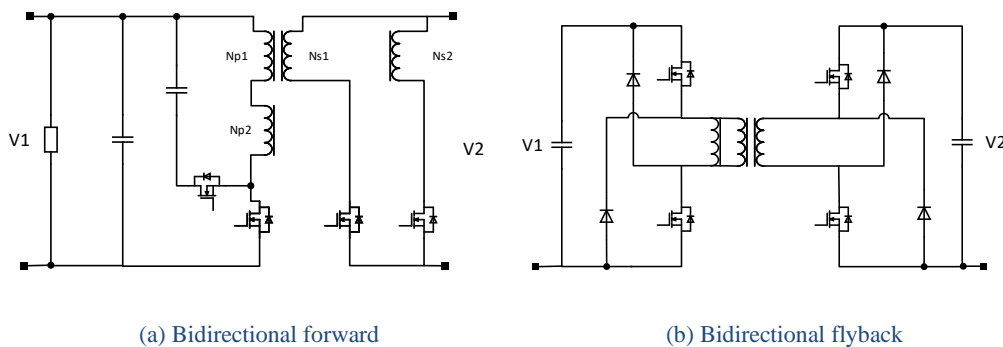 Np1
Ns1
Ns2
Np2
V1
V2
V1
V2
(a) Bidirectional forward
(b) Bidirectional flyback